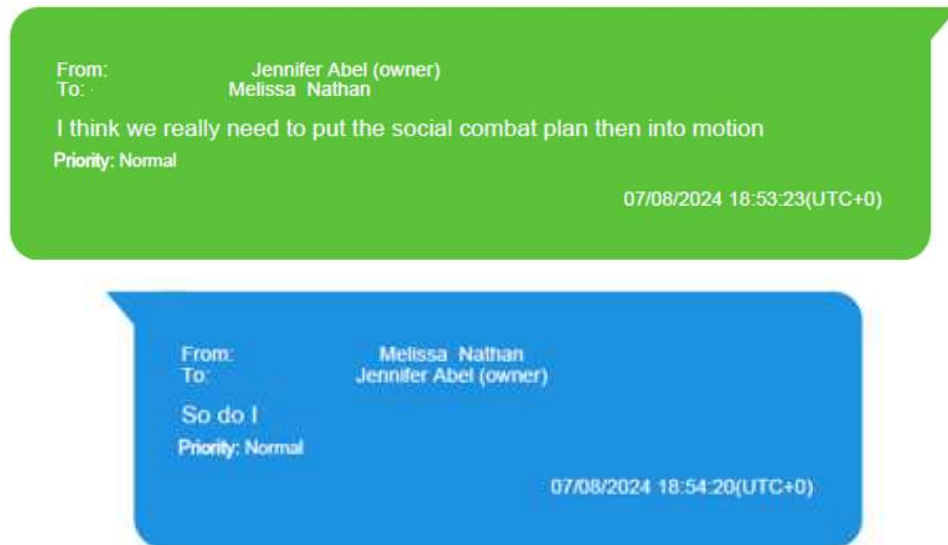 From: Jennifer Abel (owner)
To: Melissa Nathan
I think we really need to put the social combat plan then into motion
Priority: Normal
07/08/2024 18:53:23(UTC+0)
From: Melissa Nathan
To: Jennifer Abel (owner)
So do I
Priority: Normal
07/08/2024 18:54:20(UTC+0)